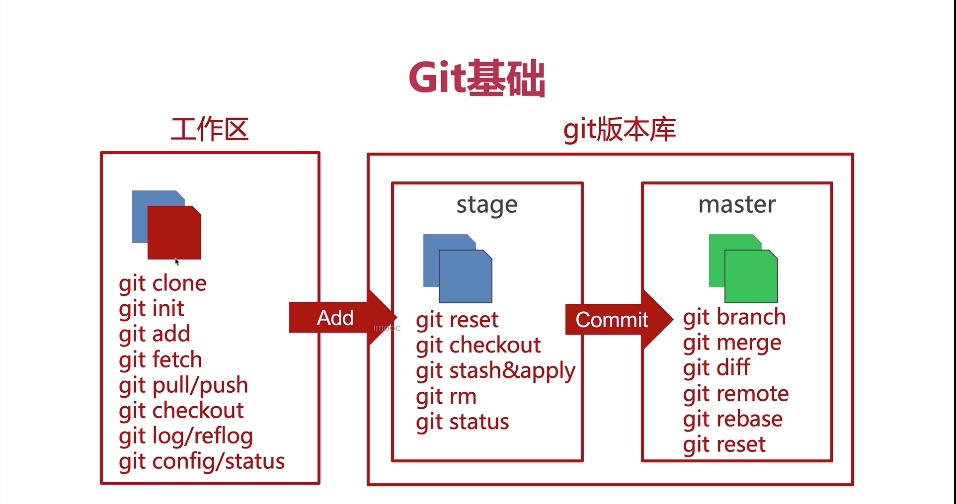 Git基础
工作区
git clone
git init
git add
git fetch
git pull/push
git checkout
git log/reflog
git config/status
Add
git版本库
stage
git reset
git checkout
git stash&apply
git rm
git status
Commit
master
git branch
git merge
git diff
git remote
git rebase
git reset